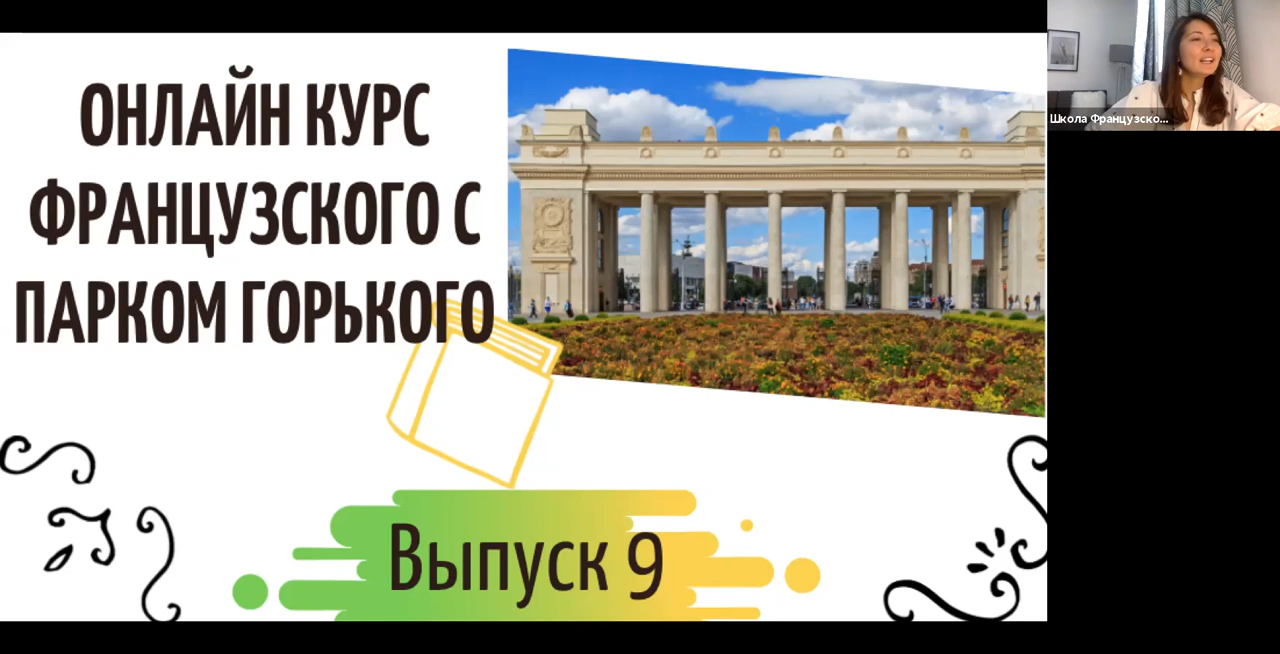 ОНЛАЙН КУРС
ФРАНЦУЗСКОГО С
ПАРКОМ ГОРЬКОГО
Выпуск 9
Школа Французско...